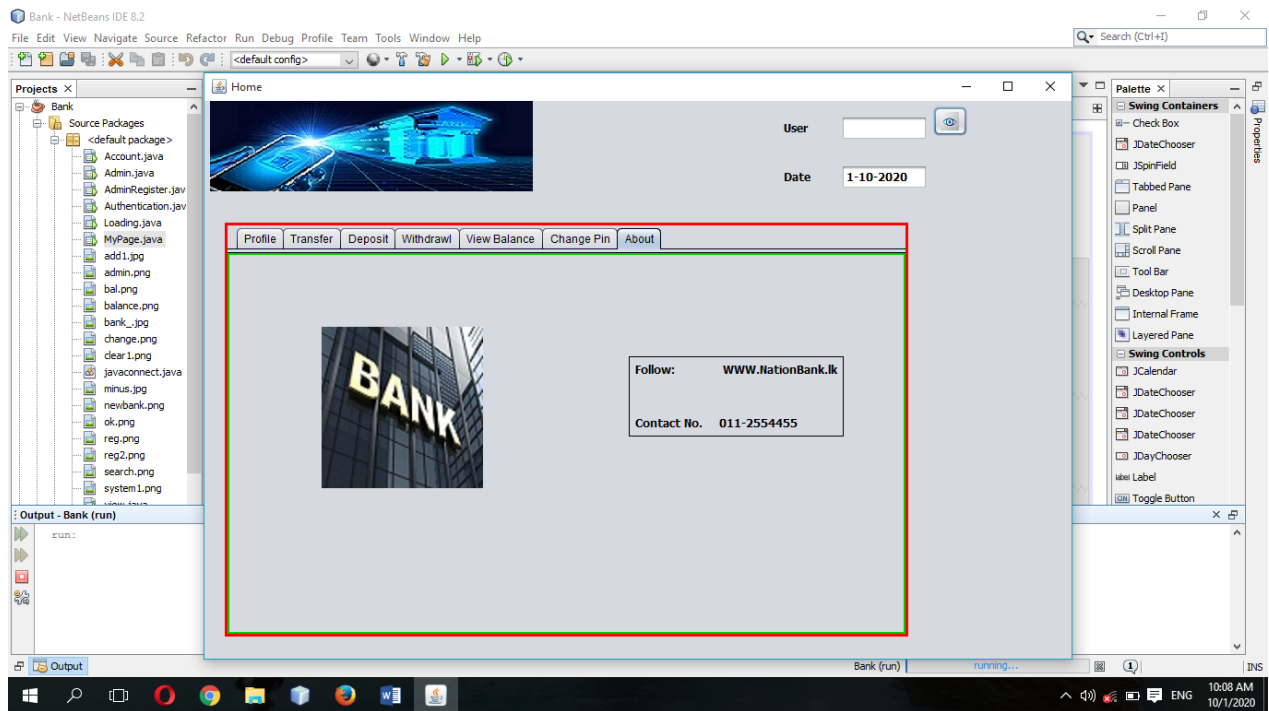 Bank - NetBeans IDE 8.2
File Edit View Navigate Source Refactor Run Debug Profile Team Tools Window Help
Search (Ctrl+I)
<default config>
Projects
Bank
Source Packages
<default package>
Account.java
Admin.java
AdminRegister.jav
Authentication.jav
Loading.java
MyPage.java
add1.jpg
admin.png
bal.png
balance.png
bank_.jpg
change.png
clear1.png
javaconnect.java
minus.jpg
newbank.png
ok.png
reg.png
reg2.png
search.png
system1.png
view.java
Home
User
Date 1-10-2020
Profile Transfer Deposit Withdrawl View Balance Change Pin About
BANK
Follow: WWW.NationBank.lk
Contact No. 011-2554455
Palette
Swing Containers
Check Box
JDateChooser
JSpinField
Tabbed Pane
Panel
Split Pane
Scroll Pane
Tool Bar
Desktop Pane
Internal Frame
Layered Pane
Swing Controls
JCalendar
JDateChooser
JDateChooser
JDateChooser
JDayChooser
label Label
ON Toggle Button
Properties
Output - Bank (run)
run:
Output
Bank (run) running...
1
INS
ENG
10:08 AM
10/1/2020